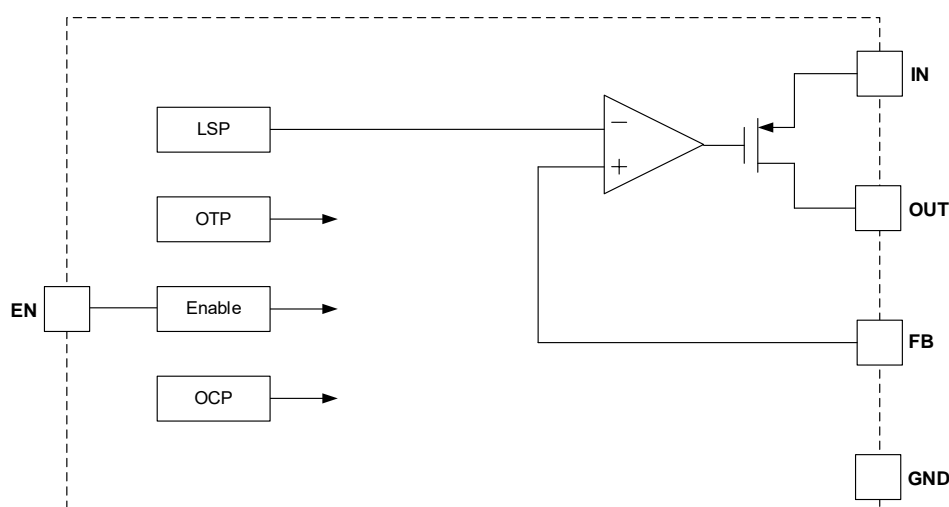 IN
LSP
−
+
OTP
OUT
EN
Enable
FB
OCP
GND